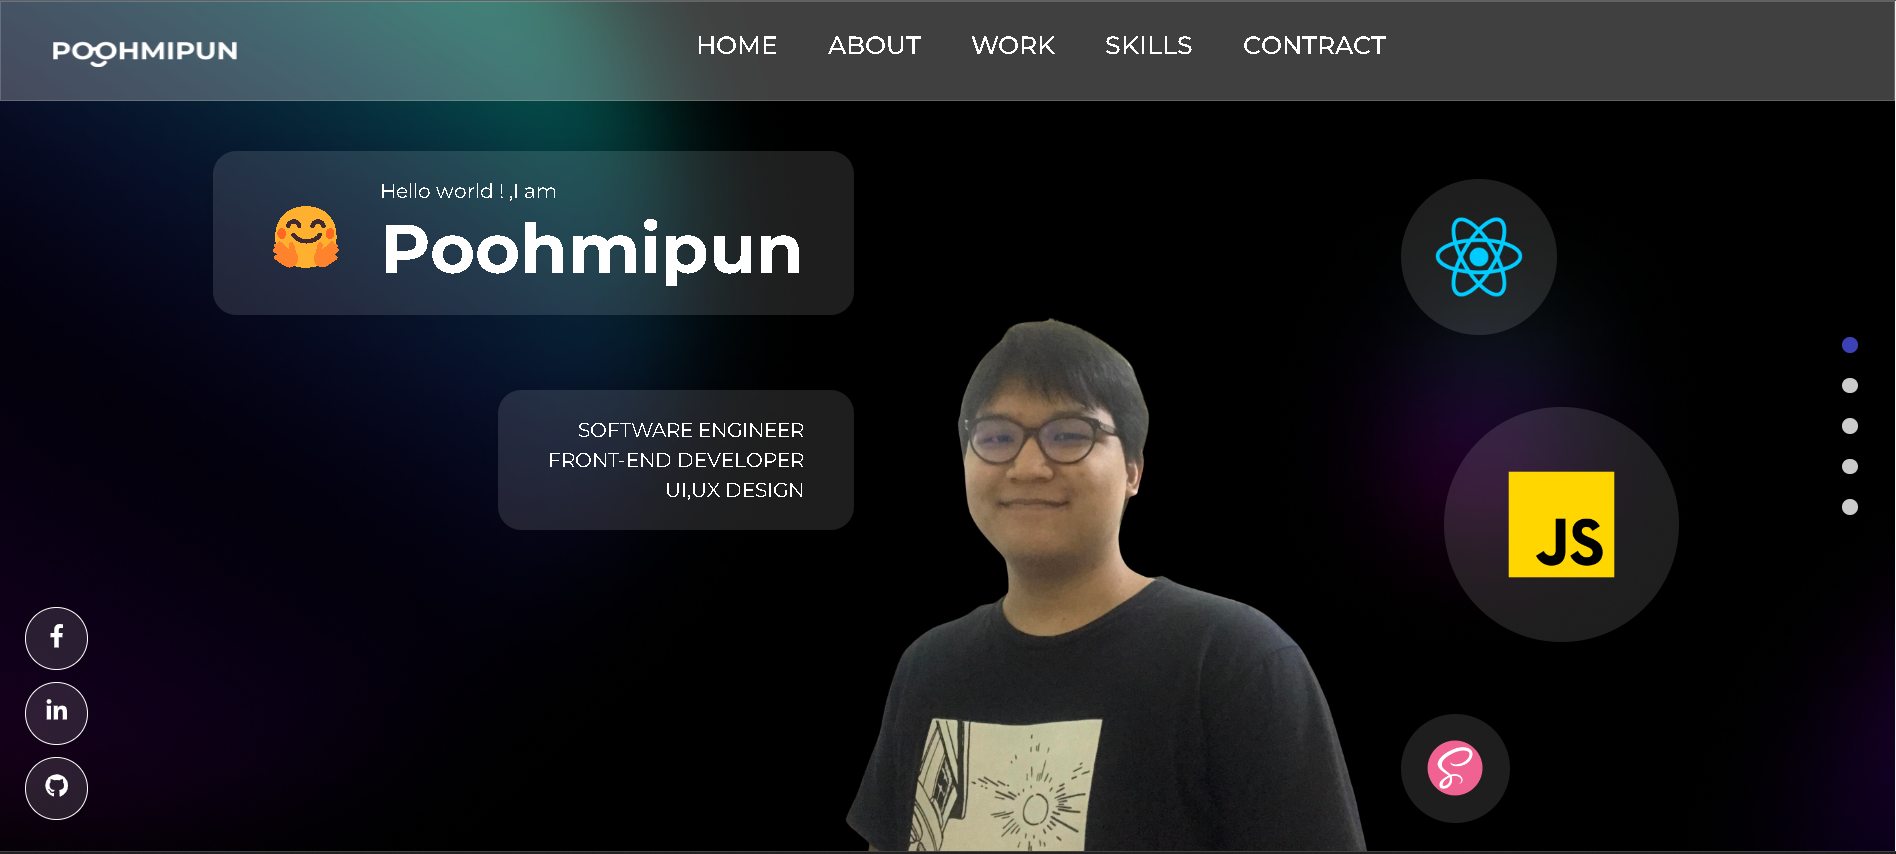 POOHMIPUN
HOME ABOUT WORK SKILLS CONTRACT
Hello world ! ,I am
Poohmipun
SOFTWARE ENGINEER
FRONT-END DEVELOPER
UI,UX DESIGN
f
in
JS